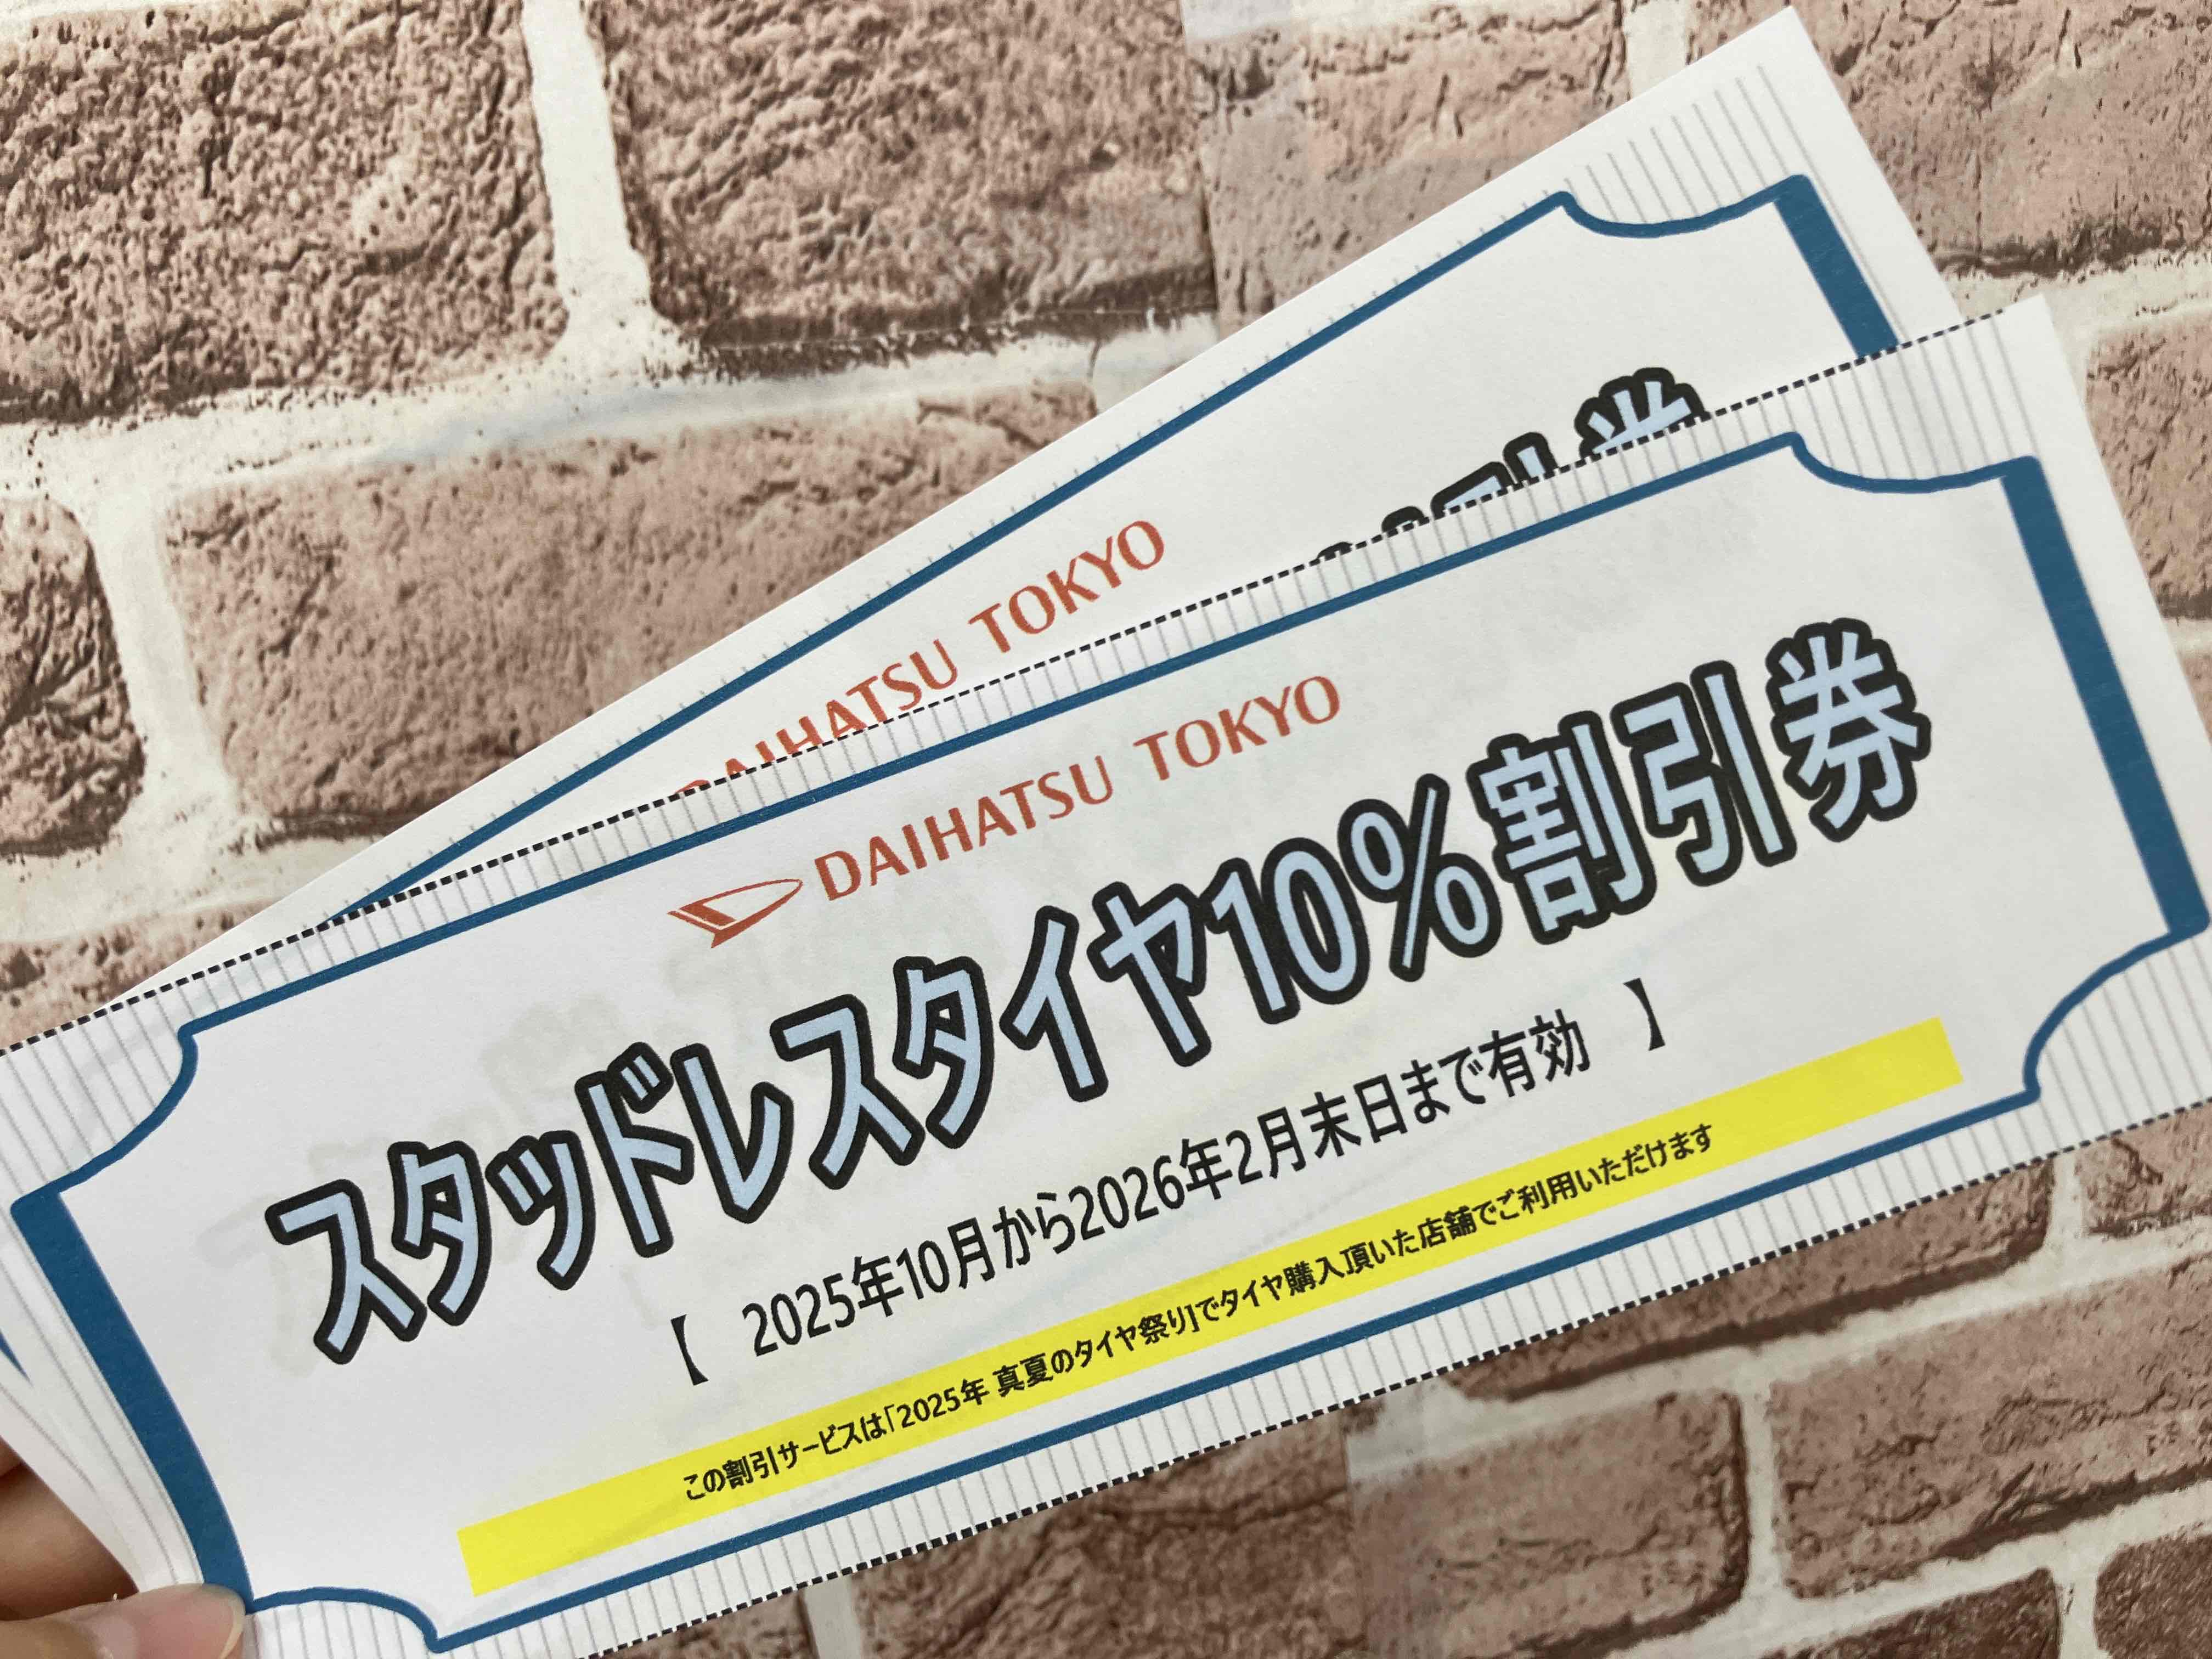 DAIHATSU TOKYO
DAIHATSU TOKYO
スタッドレスタイヤ10%割引券
【 2025年10月から2026年2月末日まで有効 】
この割引サービスは「2025年 真夏のタイヤ祭り」でタイヤ購入頂いた店舗でご利用いただけます